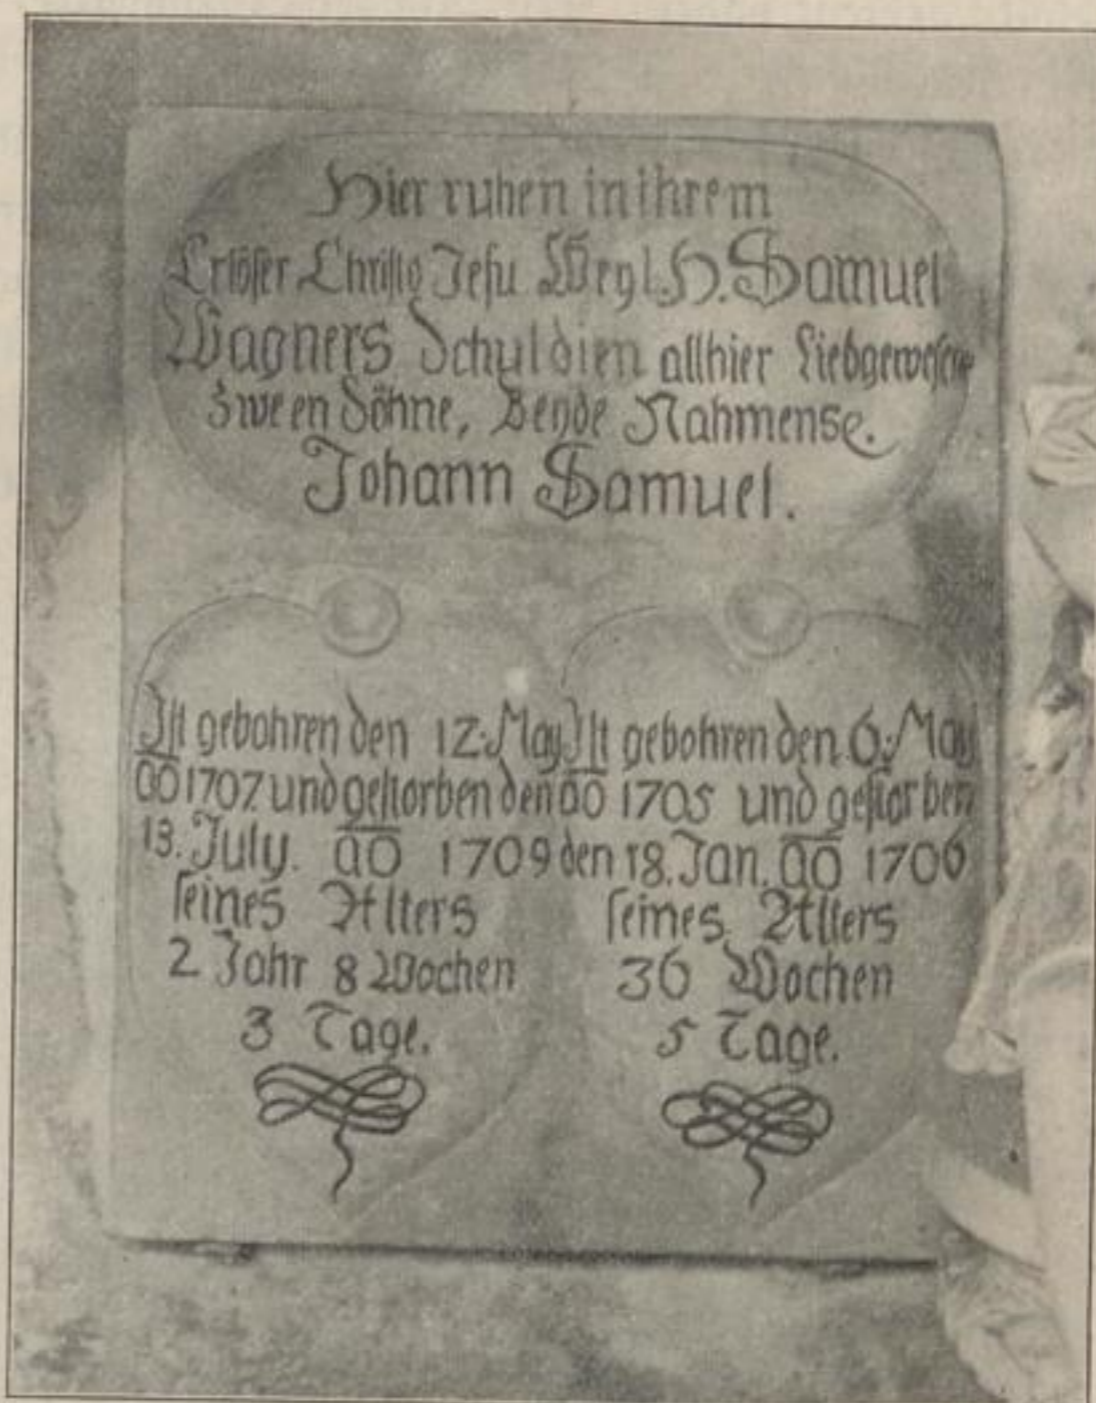 Hier ruhen in ihrem
Erlöser Christo Jesu Weyl. H. Samuel
Wagners Schuldien allhier Liebgewesene
Zween Söhne, Beyde Nahmense.
Johann Samuel.
Ist gebohren den 12. May
ao 1707 und gestorben den
13. July. ao 1709
seines Alters
2 Jahr 8 Wochen
3 Tage.
Ist gebohren den 6. May
ao 1705 und gestorben
den 18. Jan. ao 1706
seines Alters
36 Wochen
5 Tage.